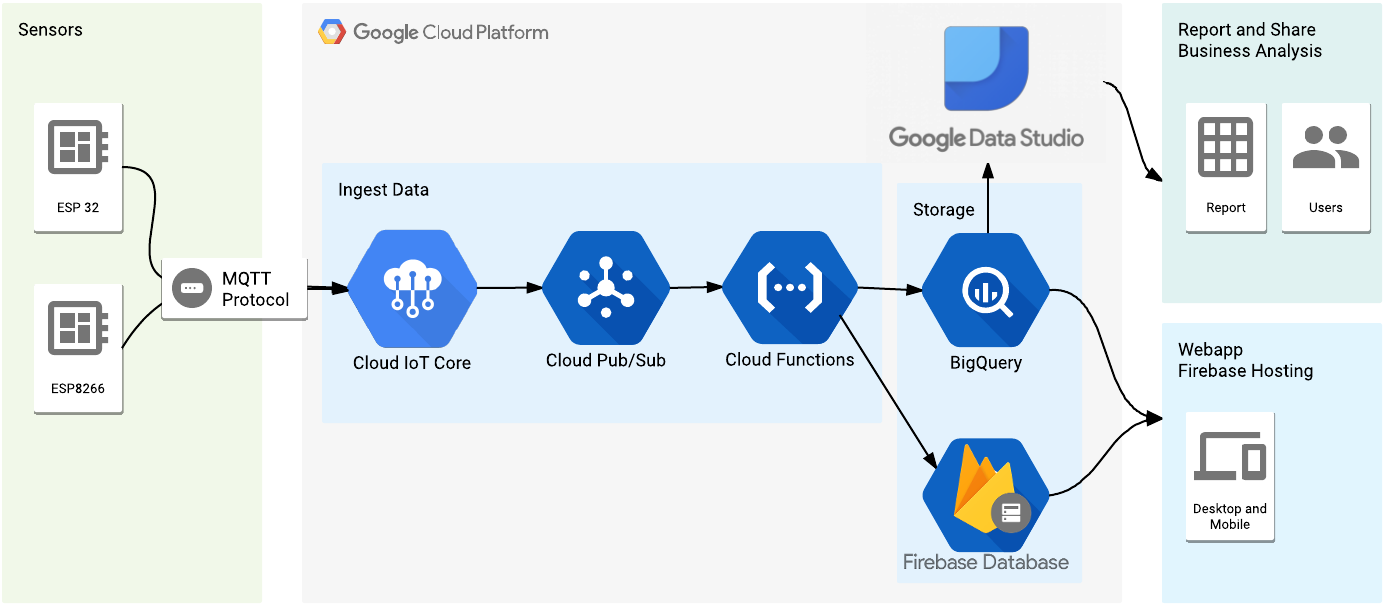 Sensors
ESP 32
ESP8266
MQTT
Protocol
Google Cloud Platform
Ingest Data
Cloud IoT Core
Cloud Pub/Sub
Cloud Functions
Google Data Studio
Storage
BigQuery
Firebase Database
Report and Share
Business Analysis
Report
Users
Webapp
Firebase Hosting
Desktop and
Mobile